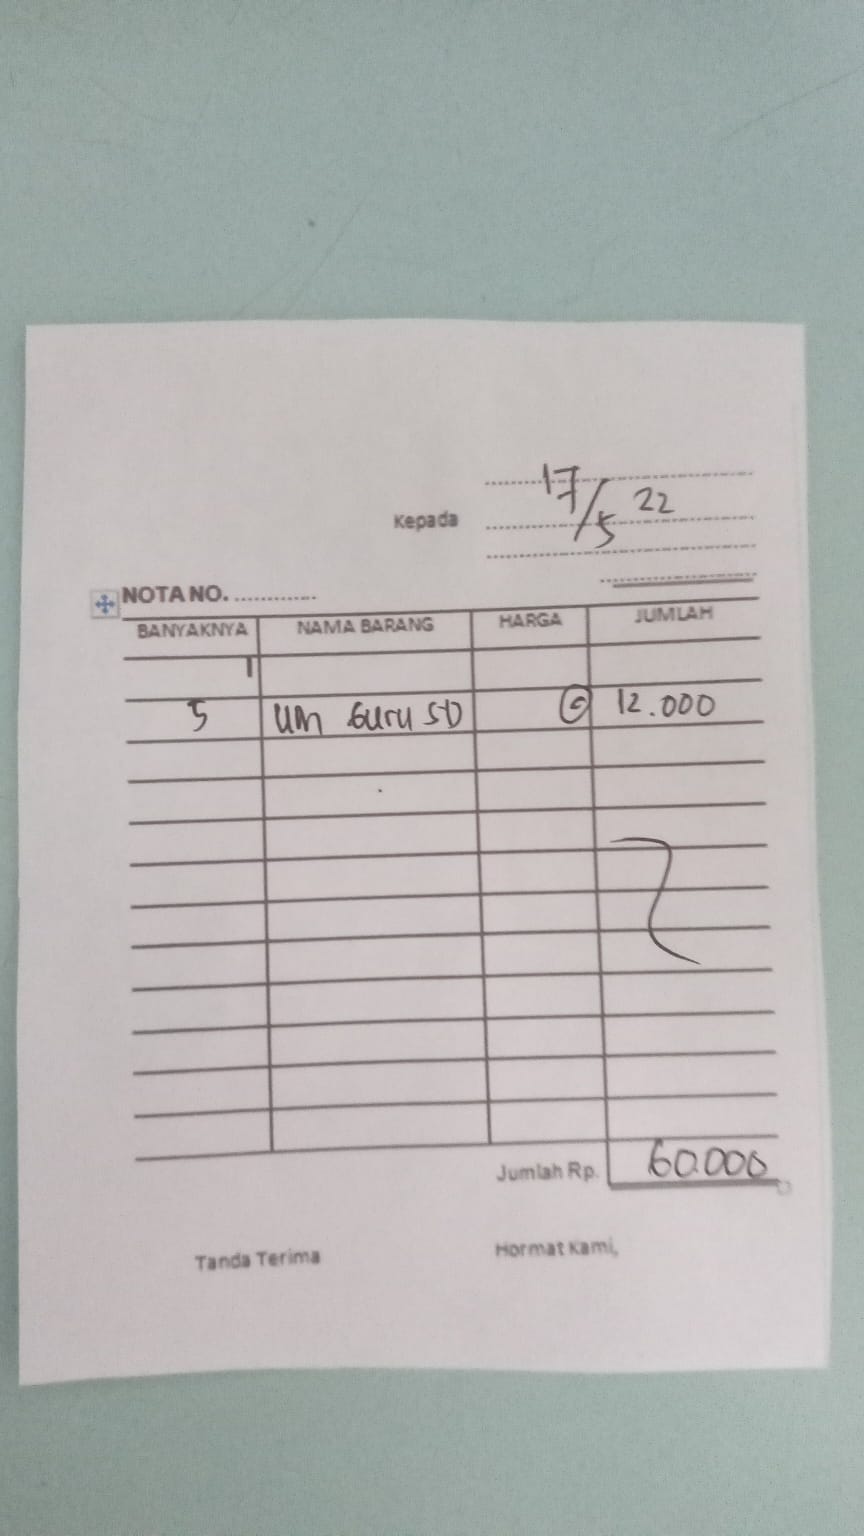 17/5 22
Kepada
NOTA NO. .............
BANYAKNYA NAMA BARANG HARGA JUMLAH
1
5 Um Guru SD @ 12.000
Jumlah Rp. 60.000
Tanda Terima Hormat Kami,